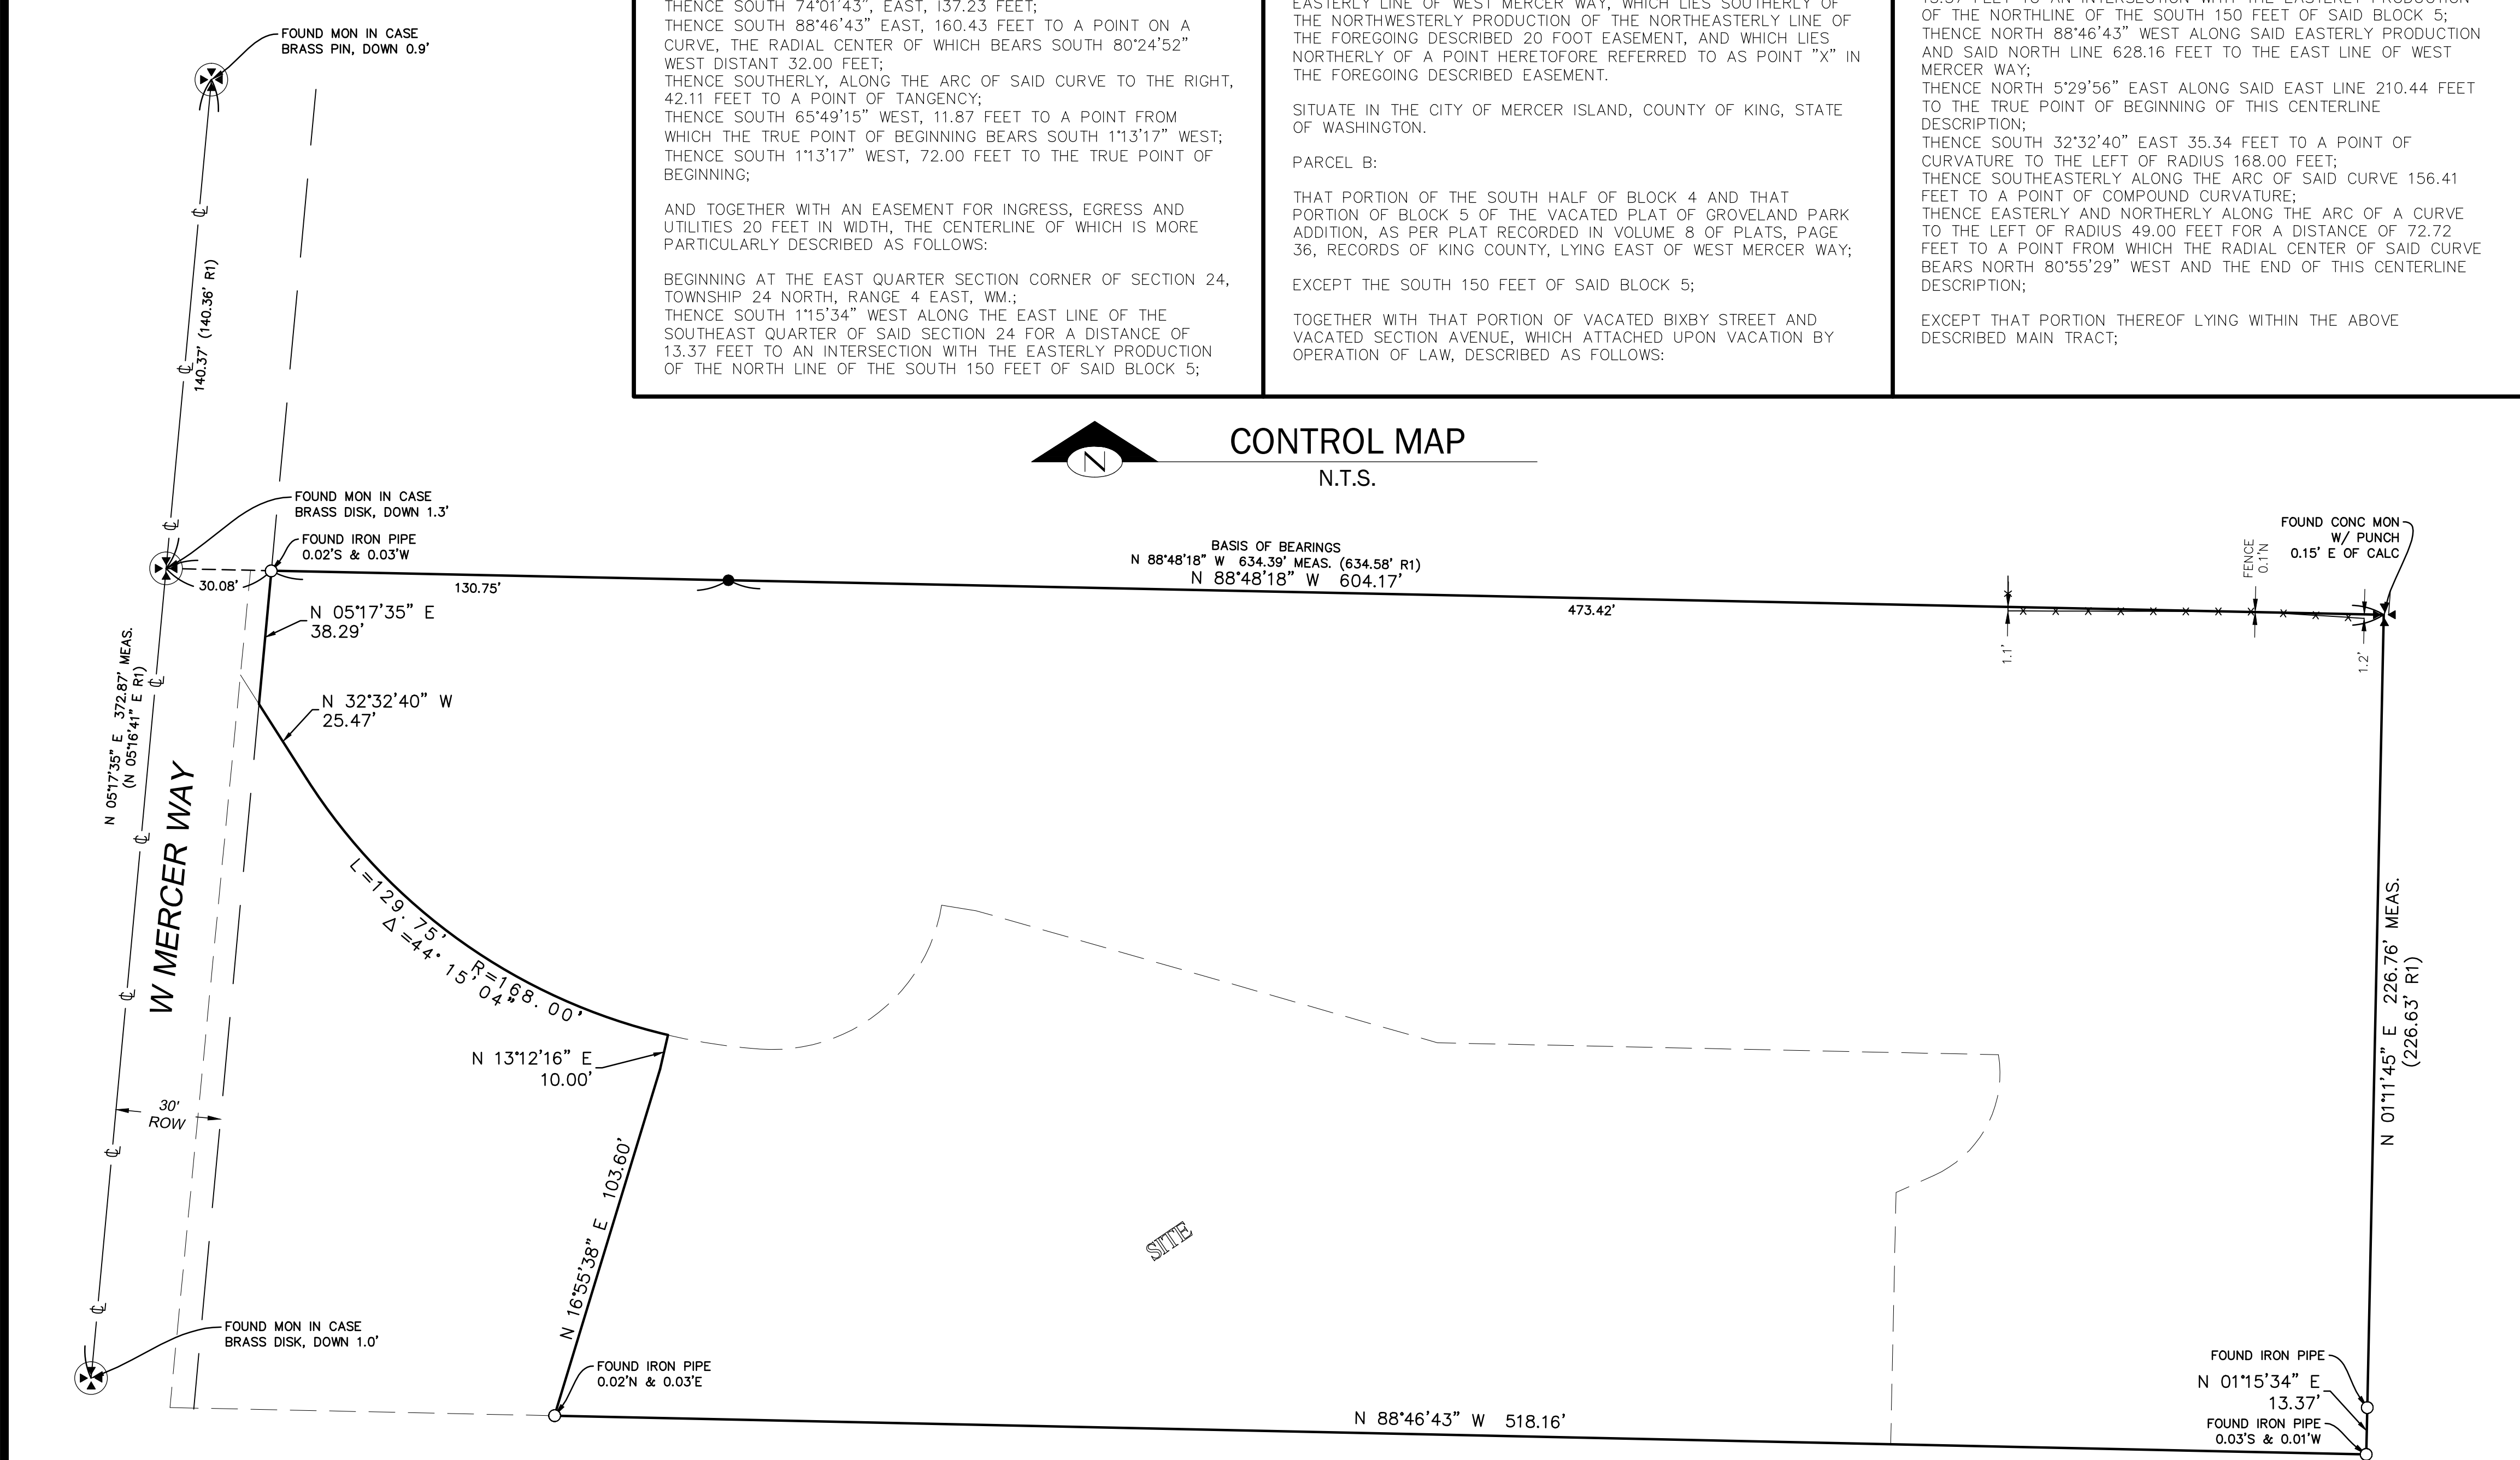 THENCE SOUTH 74°01'43", EAST, 137.23 FEET;
THENCE SOUTH 88°46'43" EAST, 160.43 FEET TO A POINT ON A
CURVE, THE RADIAL CENTER OF WHICH BEARS SOUTH 80°24'52"
WEST DISTANT 32.00 FEET;
THENCE SOUTHERLY, ALONG THE ARC OF SAID CURVE TO THE RIGHT,
42.11 FEET TO A POINT OF TANGENCY;
THENCE SOUTH 65°49'15" WEST, 11.87 FEET TO A POINT FROM
WHICH THE TRUE POINT OF BEGINNING BEARS SOUTH 1°13'17" WEST;
THENCE SOUTH 1°13'17" WEST, 72.00 FEET TO THE TRUE POINT OF
BEGINNING;
AND TOGETHER WITH AN EASEMENT FOR INGRESS, EGRESS AND
UTILITIES 20 FEET IN WIDTH, THE CENTERLINE OF WHICH IS MORE
PARTICULARLY DESCRIBED AS FOLLOWS:
BEGINNING AT THE EAST QUARTER SECTION CORNER OF SECTION 24,
TOWNSHIP 24 NORTH, RANGE 4 EAST, WM.;
THENCE SOUTH 1°15'34" WEST ALONG THE EAST LINE OF THE
SOUTHEAST QUARTER OF SAID SECTION 24 FOR A DISTANCE OF
13.37 FEET TO AN INTERSECTION WITH THE EASTERLY PRODUCTION
OF THE NORTH LINE OF THE SOUTH 150 FEET OF SAID BLOCK 5;
EASTERLY LINE OF WEST MERCER WAY, WHICH LIES SOUTHERLY OF
THE NORTHWESTERLY PRODUCTION OF THE NORTHEASTERLY LINE OF
THE FOREGOING DESCRIBED 20 FOOT EASEMENT, AND WHICH LIES
NORTHERLY OF A POINT HERETOFORE REFERRED TO AS POINT "X" IN
THE FOREGOING DESCRIBED EASEMENT.
SITUATE IN THE CITY OF MERCER ISLAND, COUNTY OF KING, STATE
OF WASHINGTON.
PARCEL B:
THAT PORTION OF THE SOUTH HALF OF BLOCK 4 AND THAT
PORTION OF BLOCK 5 OF THE VACATED PLAT OF GROVELAND PARK
ADDITION, AS PER PLAT RECORDED IN VOLUME 8 OF PLATS, PAGE
36, RECORDS OF KING COUNTY, LYING EAST OF WEST MERCER WAY;
EXCEPT THE SOUTH 150 FEET OF SAID BLOCK 5;
TOGETHER WITH THAT PORTION OF VACATED BIXBY STREET AND
VACATED SECTION AVENUE, WHICH ATTACHED UPON VACATION BY
OPERATION OF LAW, DESCRIBED AS FOLLOWS:
13.37 FEET TO AN INTERSECTION WITH THE EASTERLY PRODUCTION
OF THE NORTHLINE OF THE SOUTH 150 FEET OF SAID BLOCK 5;
THENCE NORTH 88°46'43" WEST ALONG SAID EASTERLY PRODUCTION
AND SAID NORTH LINE 628.16 FEET TO THE EAST LINE OF WEST
MERCER WAY;
THENCE NORTH 5°29'56" EAST ALONG SAID EAST LINE 210.44 FEET
TO THE TRUE POINT OF BEGINNING OF THIS CENTERLINE
DESCRIPTION;
THENCE SOUTH 32°32'40" EAST 35.34 FEET TO A POINT OF
CURVATURE TO THE LEFT OF RADIUS 168.00 FEET;
THENCE SOUTHEASTERLY ALONG THE ARC OF SAID CURVE 156.41
FEET TO A POINT OF COMPOUND CURVATURE;
THENCE EASTERLY AND NORTHERLY ALONG THE ARC OF A CURVE
TO THE LEFT OF RADIUS 49.00 FEET FOR A DISTANCE OF 72.72
FEET TO A POINT FROM WHICH THE RADIAL CENTER OF SAID CURVE
BEARS NORTH 80°55'29" WEST AND THE END OF THIS CENTERLINE
DESCRIPTION;
EXCEPT THAT PORTION THEREOF LYING WITHIN THE ABOVE
DESCRIBED MAIN TRACT;
FOUND MON IN CASE
BRASS PIN, DOWN 0.9'
140.37' (140.36' R1)
N
CONTROL MAP
N.T.S.
FOUND MON IN CASE
BRASS DISK, DOWN 1.3'
FOUND IRON PIPE
0.02'S & 0.03'W
30.08'
130.75'
BASIS OF BEARINGS
N 88°48'18" W 634.39' MEAS. (634.58' R1)
N 88°48'18" W 604.17'
473.42'
FENCE
0.1'N
FOUND CONC MON
W/ PUNCH
0.15' E OF CALC
1.1'
1.2'
N 05°17'35" E
38.29'
N 32°32'40" W
25.47'
N 05°17'35" E 372.87' MEAS.
(N 05°16'41" E R1)
W MERCER WAY
L=129.75'
R=168.00'
Δ=44°15'04"
N 13°12'16" E
10.00'
N 01°11'45" E 226.76' MEAS.
(226.63' R1)
30'
ROW
N 16°55'38" E 103.60'
SITE
FOUND MON IN CASE
BRASS DISK, DOWN 1.0'
FOUND IRON PIPE
0.02'N & 0.03'E
N 88°46'43" W 518.16'
FOUND IRON PIPE
N 01°15'34" E
13.37'
FOUND IRON PIPE
0.03'S & 0.01'W